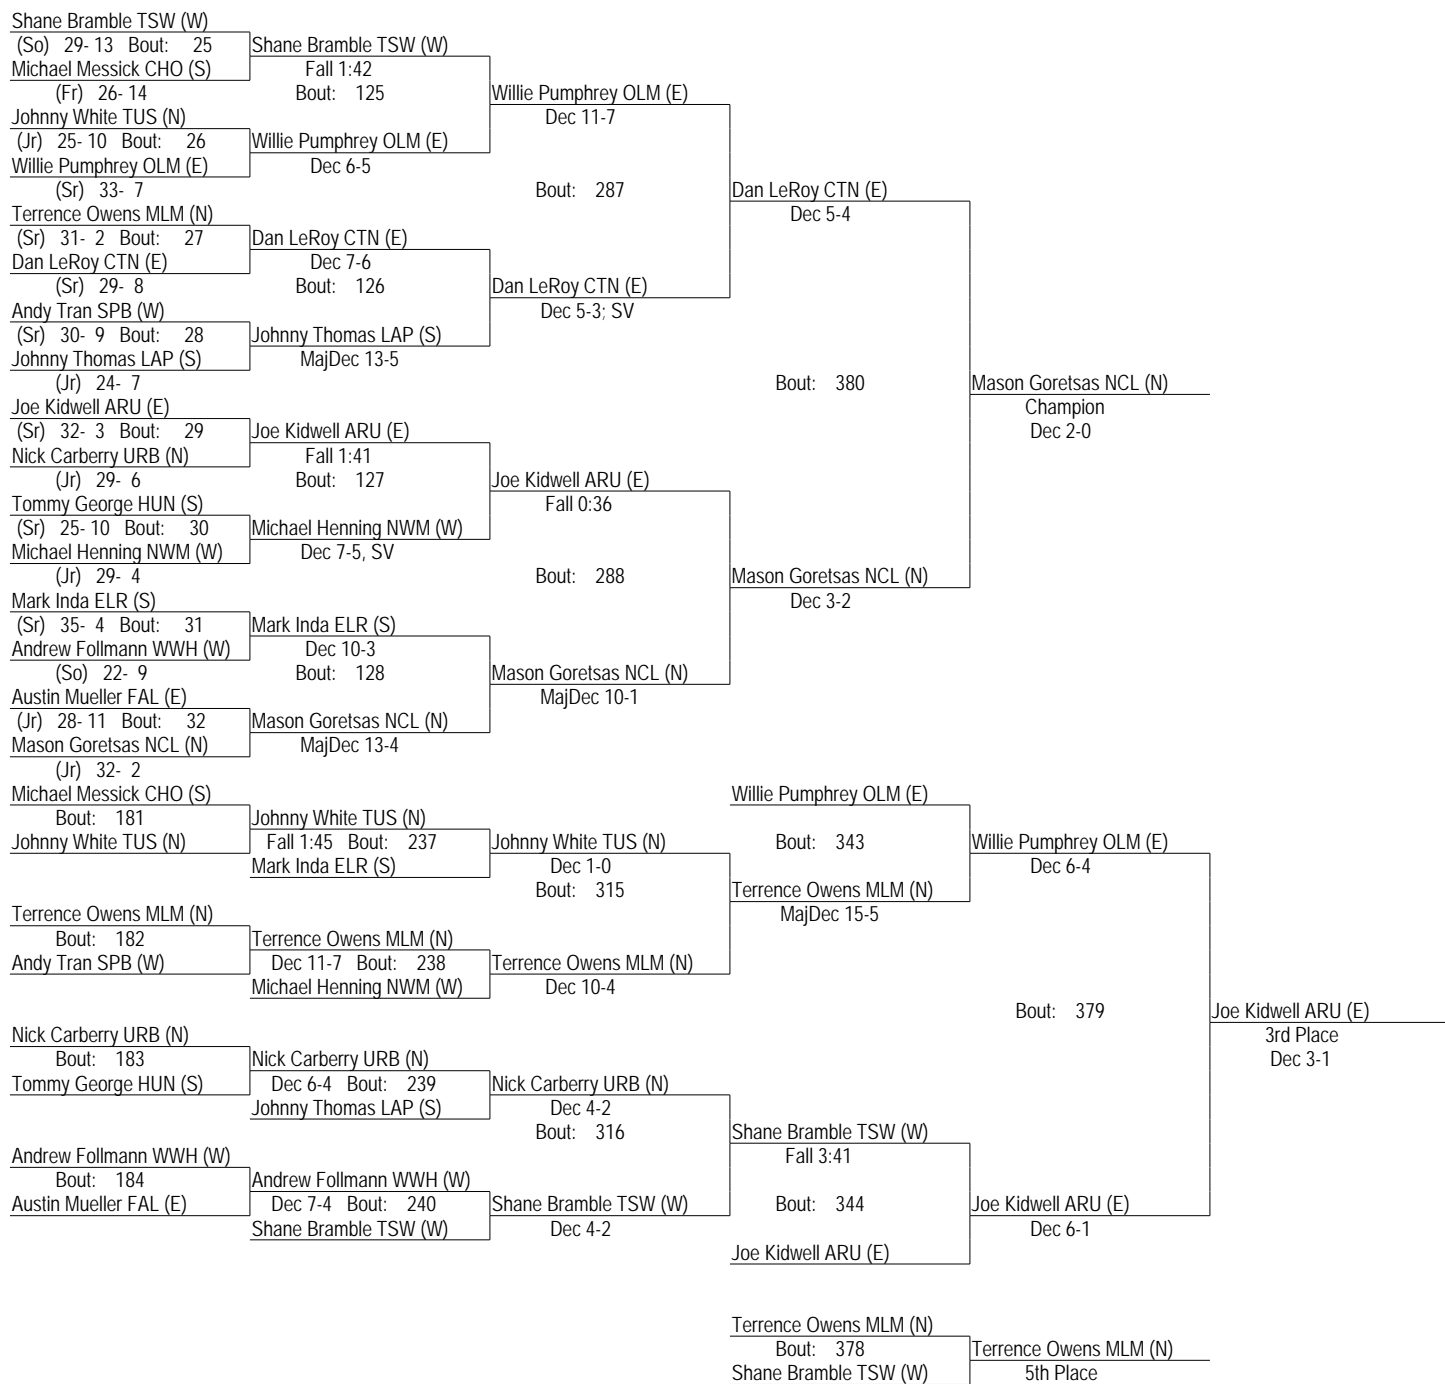 Shane Bramble TSW (W)
(So) 29- 13 Bout: 25 Shane Bramble TSW (W)
Michael Messick CHO (S) Fall 1:42
(Fr) 26- 14 Bout: 125 Willie Pumphrey OLM (E)
Johnny White TUS (N) Dec 11-7
(Jr) 25- 10 Bout: 26 Willie Pumphrey OLM (E)
Willie Pumphrey OLM (E) Dec 6-5
(Sr) 33- 7 Bout: 287 Dan LeRoy CTN (E)
Terrence Owens MLM (N) Dec 5-4
(Sr) 31- 2 Bout: 27 Dan LeRoy CTN (E)
Dan LeRoy CTN (E) Dec 7-6
(Sr) 29- 8 Bout: 126 Dan LeRoy CTN (E)
Andy Tran SPB (W) Dec 5-3; SV
(Sr) 30- 9 Bout: 28 Johnny Thomas LAP (S)
Johnny Thomas LAP (S) MajDec 13-5
(Jr) 24- 7 Bout: 380 Mason Goretsas NCL (N)
Joe Kidwell ARU (E) Champion
(Sr) 32- 3 Bout: 29 Joe Kidwell ARU (E) Dec 2-0
Nick Carberry URB (N) Fall 1:41
(Jr) 29- 6 Bout: 127 Joe Kidwell ARU (E)
Tommy George HUN (S) Fall 0:36
(Sr) 25- 10 Bout: 30 Michael Henning NWM (W)
Michael Henning NWM (W) Dec 7-5, SV
(Jr) 29- 4 Bout: 288 Mason Goretsas NCL (N)
Mark Inda ELR (S) Dec 3-2
(Sr) 35- 4 Bout: 31 Mark Inda ELR (S)
Andrew Follmann WWH (W) Dec 10-3
(So) 22- 9 Bout: 128 Mason Goretsas NCL (N)
Austin Mueller FAL (E) MajDec 10-1
(Jr) 28- 11 Bout: 32 Mason Goretsas NCL (N)
Mason Goretsas NCL (N) MajDec 13-4
(Jr) 32- 2
Michael Messick CHO (S) Willie Pumphrey OLM (E)
Bout: 181 Johnny White TUS (N)
Johnny White TUS (N) Fall 1:45 Bout: 237 Johnny White TUS (N) Bout: 343 Willie Pumphrey OLM (E)
Mark Inda ELR (S) Dec 1-0 Dec 6-4
Bout: 315 Terrence Owens MLM (N)
Terrence Owens MLM (N) MajDec 15-5
Bout: 182 Terrence Owens MLM (N)
Andy Tran SPB (W) Dec 11-7 Bout: 238 Terrence Owens MLM (N)
Michael Henning NWM (W) Dec 10-4
Bout: 379 Joe Kidwell ARU (E)
Nick Carberry URB (N) 3rd Place
Bout: 183 Nick Carberry URB (N) Dec 3-1
Tommy George HUN (S) Dec 6-4 Bout: 239 Nick Carberry URB (N)
Johnny Thomas LAP (S) Dec 4-2
Bout: 316 Shane Bramble TSW (W)
Andrew Follmann WWH (W) Fall 3:41
Bout: 184 Andrew Follmann WWH (W)
Austin Mueller FAL (E) Dec 7-4 Bout: 240 Shane Bramble TSW (W) Bout: 344 Joe Kidwell ARU (E)
Shane Bramble TSW (W) Dec 4-2 Dec 6-1
Joe Kidwell ARU (E)
Terrence Owens MLM (N)
Bout: 378 Terrence Owens MLM (N)
Shane Bramble TSW (W) 5th Place